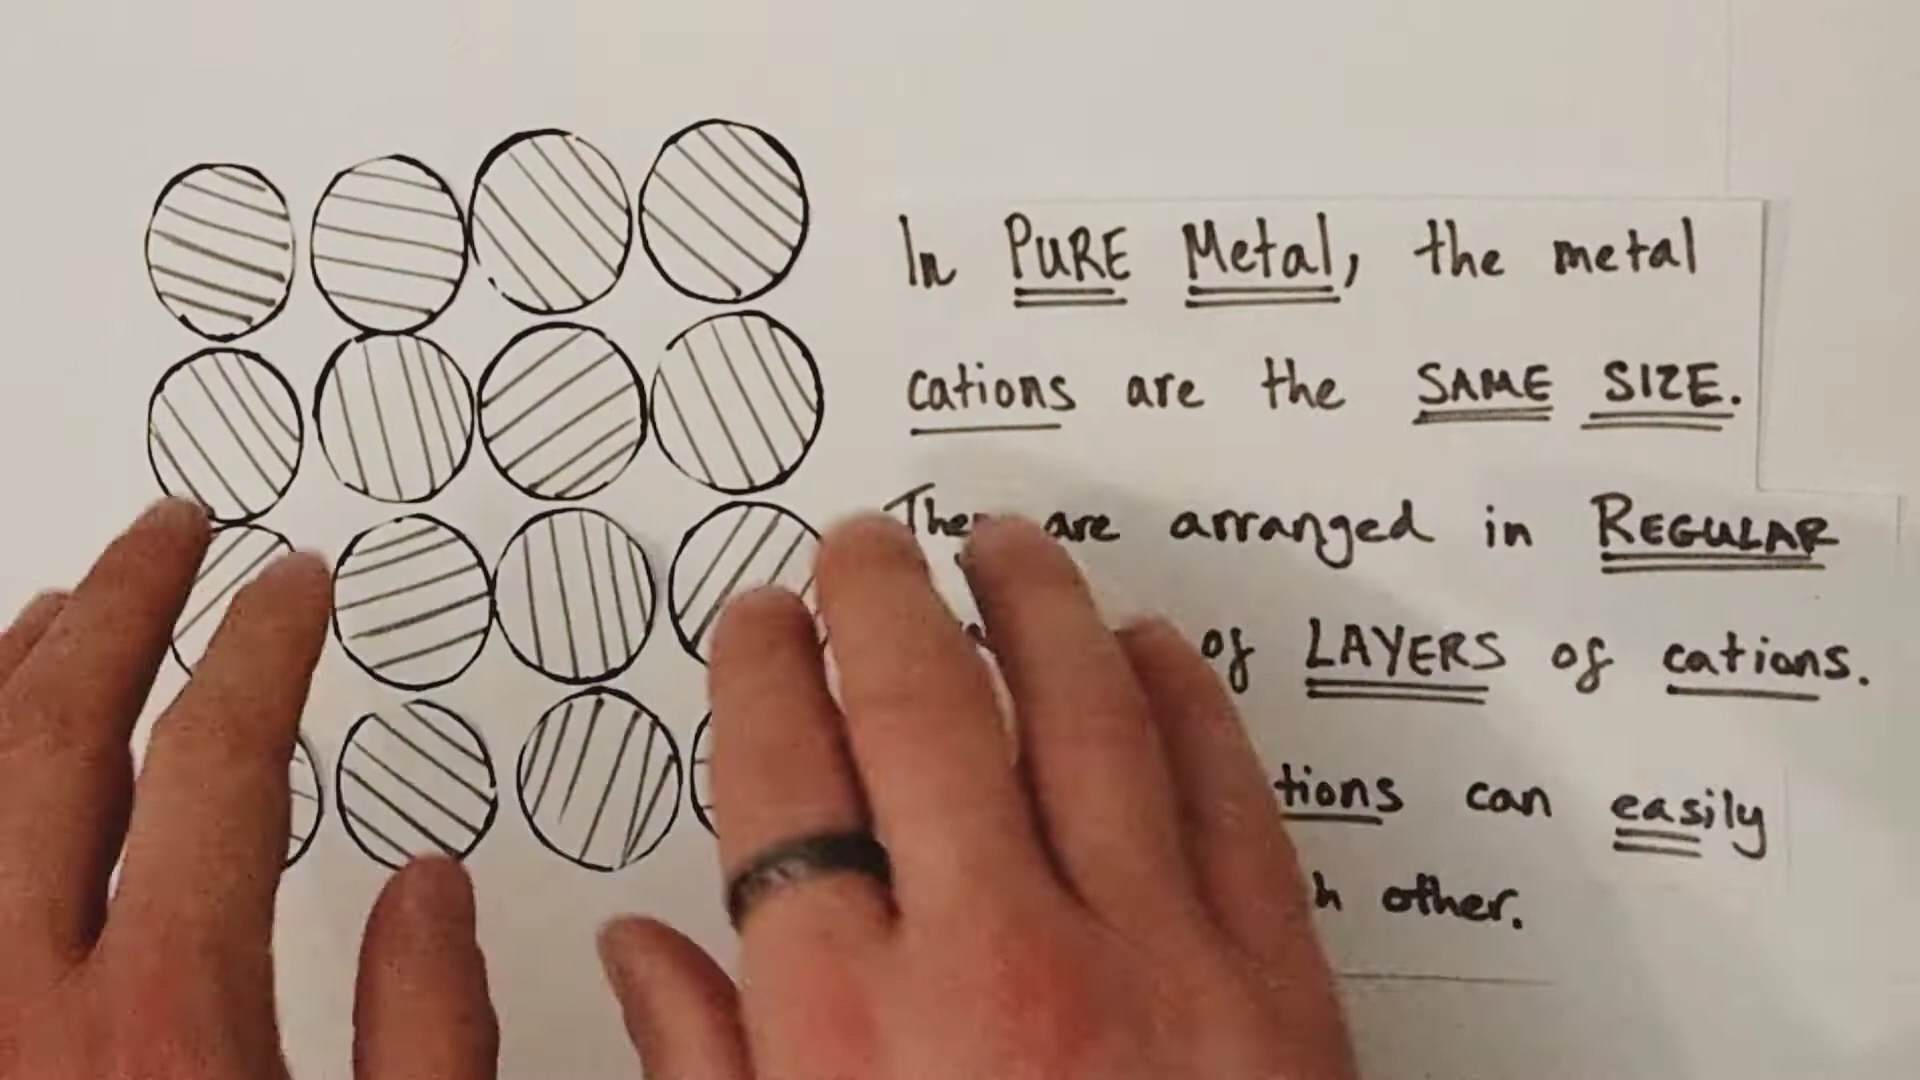 In PURE Metal, the metal
cations are the SAME SIZE.
They are arranged in REGULAR
of LAYERS of cations.
can easily
other.